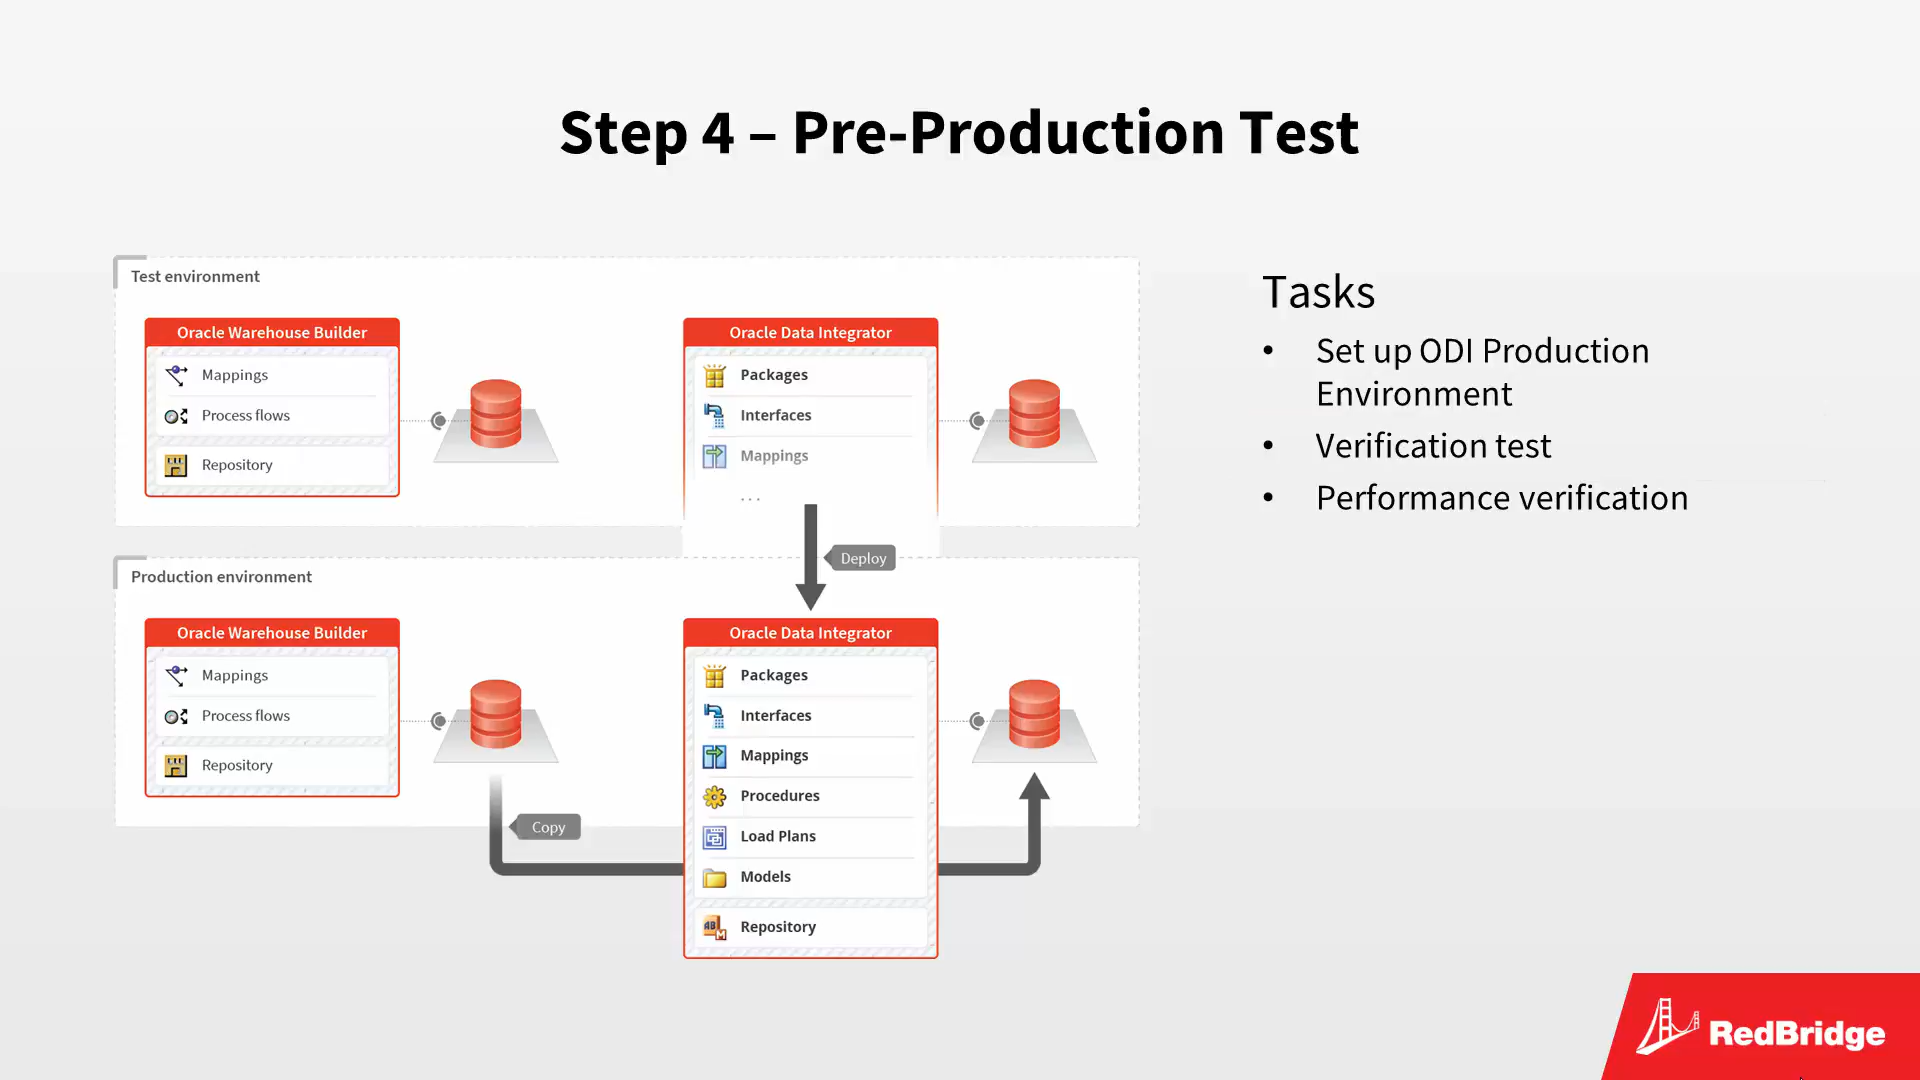 Step 4 – Pre-Production Test
Test environment
Oracle Warehouse Builder
Mappings
Process flows
Repository
Oracle Data Integrator
Packages
Interfaces
Mappings
...
Deploy
Production environment
Oracle Warehouse Builder
Mappings
Process flows
Repository
Copy
Oracle Data Integrator
Packages
Interfaces
Mappings
Procedures
Load Plans
Models
Repository
Tasks
• Set up ODI Production
Environment
• Verification test
• Performance verification
RedBridge